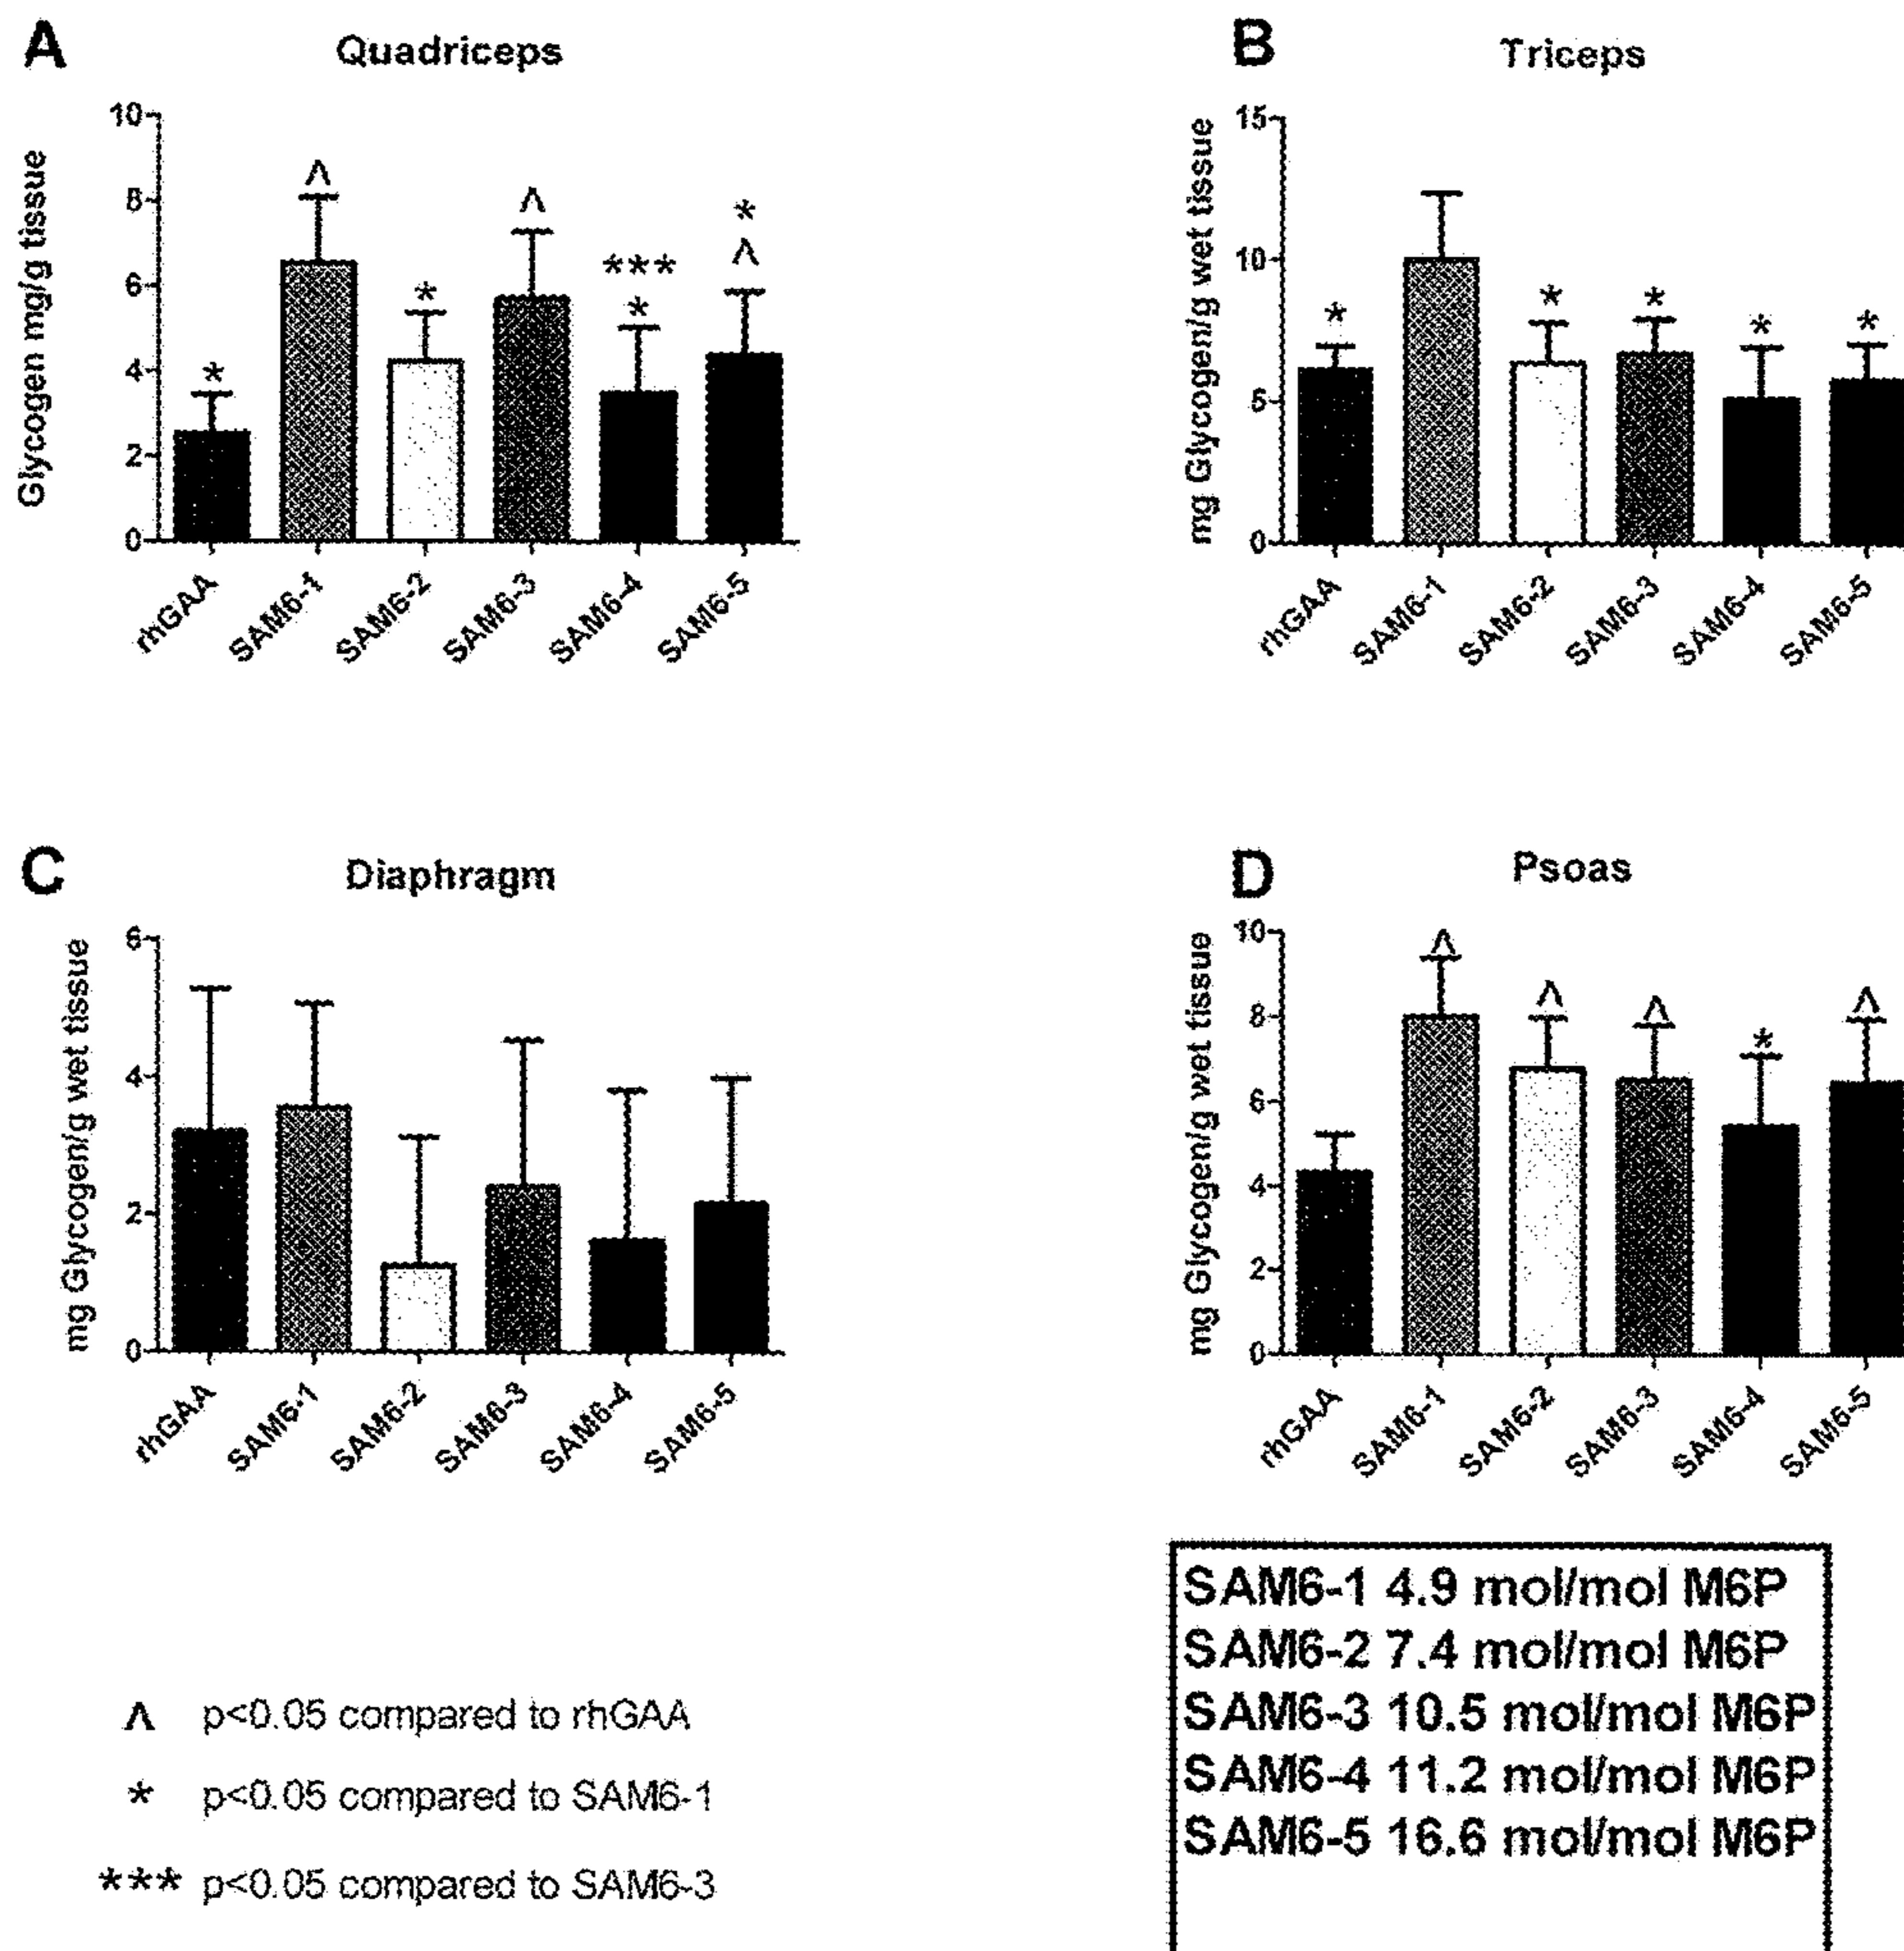 A
Quadriceps
Glycogen mg/g tissue
10
8
6
4
2
0
^
*
^
*
***
*
*
^
rhGAA
SAM6-1
SAM6-2
SAM6-3
SAM6-4
SAM6-5
B
Triceps
mg Glycogen/g wet tissue
15
10
5
0
*
*
*
*
*
rhGAA
SAM6-1
SAM6-2
SAM6-3
SAM6-4
SAM6-5
C
Diaphragm
mg Glycogen/g wet tissue
6
4
2
0
rhGAA
SAM6-1
SAM6-2
SAM6-3
SAM6-4
SAM6-5
D
Psoas
mg Glycogen/g wet tissue
10
8
6
4
2
0
^
^
^
*
^
rhGAA
SAM6-1
SAM6-2
SAM6-3
SAM6-4
SAM6-5
^ p<0.05 compared to rhGAA
* p<0.05 compared to SAM6-1
*** p<0.05 compared to SAM6-3
SAM6-1 4.9 mol/mol M6P
SAM6-2 7.4 mol/mol M6P
SAM6-3 10.5 mol/mol M6P
SAM6-4 11.2 mol/mol M6P
SAM6-5 16.6 mol/mol M6P